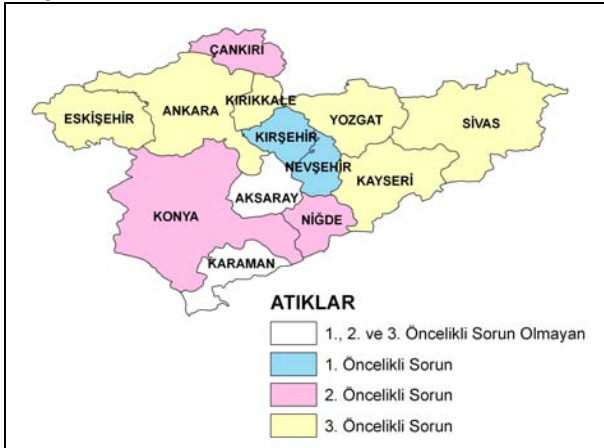 ÇANKIRI
ANKARA
KIRIKKALE
ESKİŞEHİR
YOZGAT
SİVAS
KIRŞEHİR
NEVŞEHİR
KAYSERİ
AKSARAY
KONYA
NİĞDE
KARAMAN
ATIKLAR
1., 2. ve 3. Öncelikli Sorun Olmayan
1. Öncelikli Sorun
2. Öncelikli Sorun
3. Öncelikli Sorun